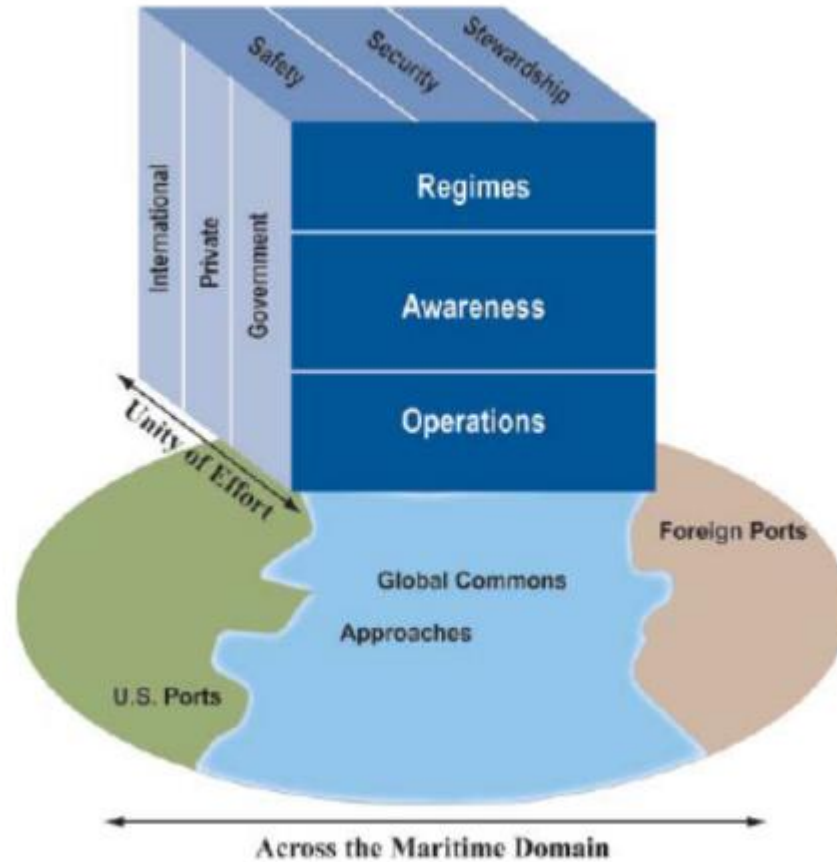 Safety
Security
Stewardship
International
Private
Government
Regimes
Awareness
Operations
Unity of Effort
Foreign Ports
Global Commons
Approaches
U.S. Ports
Across the Maritime Domain